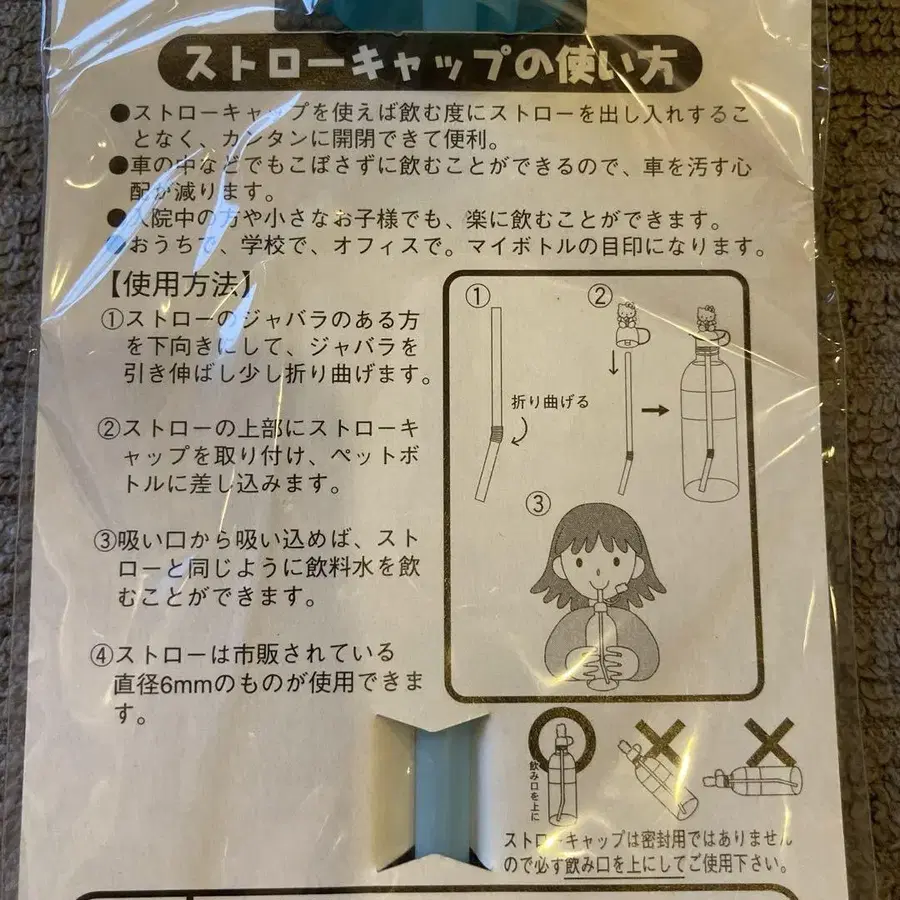 ストローキャップの使い方
●ストローキャップを使えば飲む度にストローを出し入れするこ
となく、カンタンに開閉できて便利。
●車の中などでもこぼさずに飲むことができるので、車を汚す心
配が減ります。
●入院中の方や小さなお子様でも、楽に飲むことができます。
●おうちで、学校で、オフィスで。マイボトルの目印になります。
【使用方法】
①ストローのジャバラのある方
を下向きにして、ジャバラを
引き伸ばし少し折り曲げます。
②ストローの上部にストローキ
ャップを取り付け、ペットボ
トルに差し込みます。
③吸い口から吸い込めば、スト
ローと同じように飲料水を飲
むことができます。
④ストローは市販されている
直径6mmのものが使用できま
す。
①
②
折り曲げる
③
飲み口を上に
ストローキャップは密封用ではありません
ので必ず飲み口を上にしてご使用下さい。